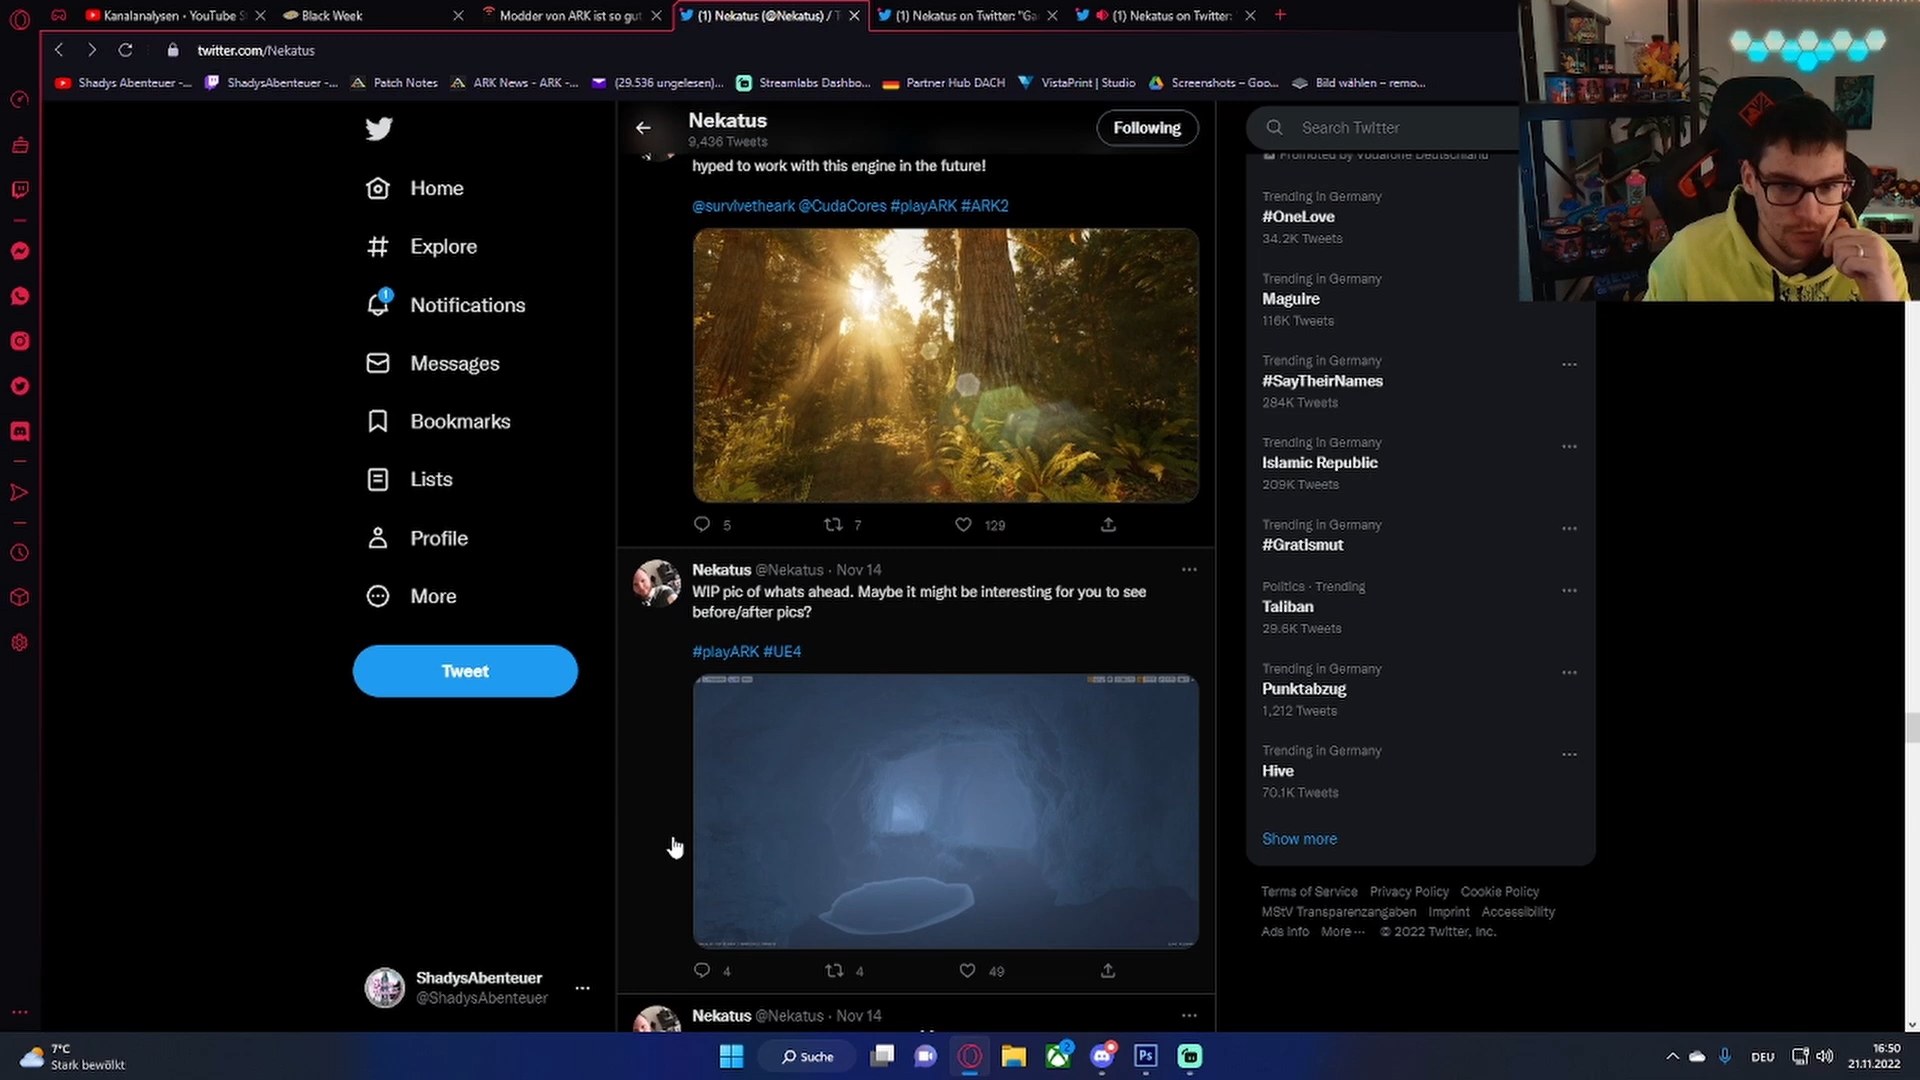 Kanalanalysen - YouTube S
Black Week
Modder von ARK ist so gut
(1) Nekatus (@Nekatus) / T
(1) Nekatus on Twitter: "Ga
(1) Nekatus on Twitter:
twitter.com/Nekatus
Shadys Abenteuer -...
ShadysAbenteuer -...
Patch Notes
ARK News - ARK -...
(29.536 ungelesen)...
Streamlabs Dashbo...
Partner Hub DACH
VistaPrint | Studio
Screenshots – Goo...
Bild wählen – remo...
Home
Explore
1
Notifications
Messages
Bookmarks
Lists
Profile
More
Tweet
ShadysAbenteuer
@ShadysAbenteuer
Nekatus
9,436 Tweets
Following
hyped to work with this engine in the future!
@survivetheark @CudaCores #playARK #ARK2
5
7
129
Nekatus @Nekatus · Nov 14
WIP pic of whats ahead. Maybe it might be interesting for you to see
before/after pics?
#playARK #UE4
4
4
49
Nekatus @Nekatus · Nov 14
Search Twitter
Promoted by Vodafone Deutschland
Trending in Germany
#OneLove
34.2K Tweets
Trending in Germany
Maguire
116K Tweets
Trending in Germany
#SayTheirNames
284K Tweets
Trending in Germany
Islamic Republic
209K Tweets
Trending in Germany
#Gratismut
Politics · Trending
Taliban
29.6K Tweets
Trending in Germany
Punktabzug
1,212 Tweets
Trending in Germany
Hive
70.1K Tweets
Show more
Terms of Service Privacy Policy Cookie Policy
MStV Transparenzangaben Imprint Accessibility
Ads info More ··· © 2022 Twitter, Inc.
7°C
Stark bewölkt
Suche
2
Ps
DEU
16:50
21.11.2022